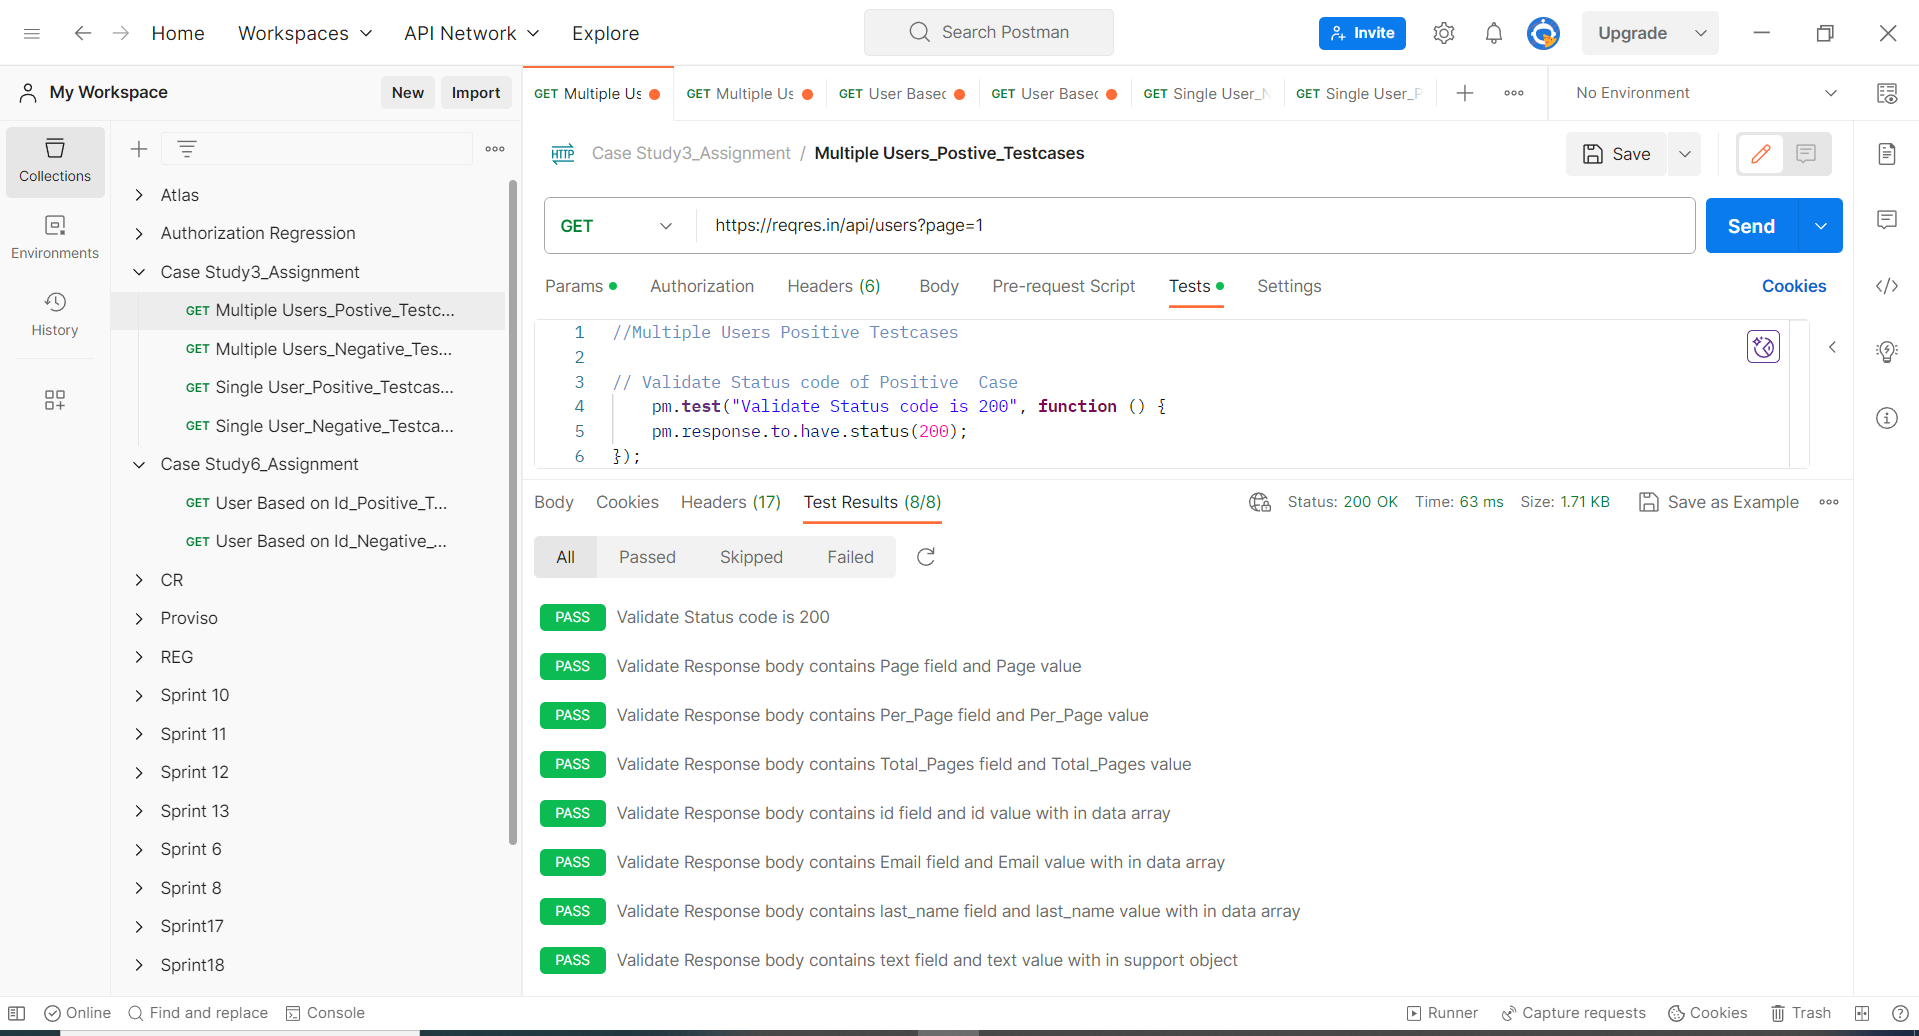 Home Workspaces API Network Explore Search Postman Invite Upgrade
My Workspace New Import
GET Multiple Us GET Multiple Us GET User Based GET User Based GET Single User_N GET Single User_P No Environment
Collections
Environments
History
Atlas
Authorization Regression
Case Study3_Assignment
GET Multiple Users_Postive_Testc...
GET Multiple Users_Negative_Tes...
GET Single User_Positive_Testcas...
GET Single User_Negative_Testca...
Case Study6_Assignment
GET User Based on Id_Positive_T...
GET User Based on Id_Negative_...
CR
Proviso
REG
Sprint 10
Sprint 11
Sprint 12
Sprint 13
Sprint 6
Sprint 8
Sprint17
Sprint18
HTTP Case Study3_Assignment / Multiple Users_Postive_Testcases Save
GET https://reqres.in/api/users?page=1 Send
Params Authorization Headers (6) Body Pre-request Script Tests Settings Cookies
1 //Multiple Users Positive Testcases
2
3 // Validate Status code of Positive  Case
4 pm.test("Validate Status code is 200", function () {
5 pm.response.to.have.status(200);
6 });
Body Cookies Headers (17) Test Results (8/8) Status: 200 OK Time: 63 ms Size: 1.71 KB Save as Example
All Passed Skipped Failed
PASS Validate Status code is 200
PASS Validate Response body contains Page field and Page value
PASS Validate Response body contains Per_Page field and Per_Page value
PASS Validate Response body contains Total_Pages field and Total_Pages value
PASS Validate Response body contains id field and id value with in data array
PASS Validate Response body contains Email field and Email value with in data array
PASS Validate Response body contains last_name field and last_name value with in data array
PASS Validate Response body contains text field and text value with in support object
Online Find and replace Console Runner Capture requests Cookies Trash